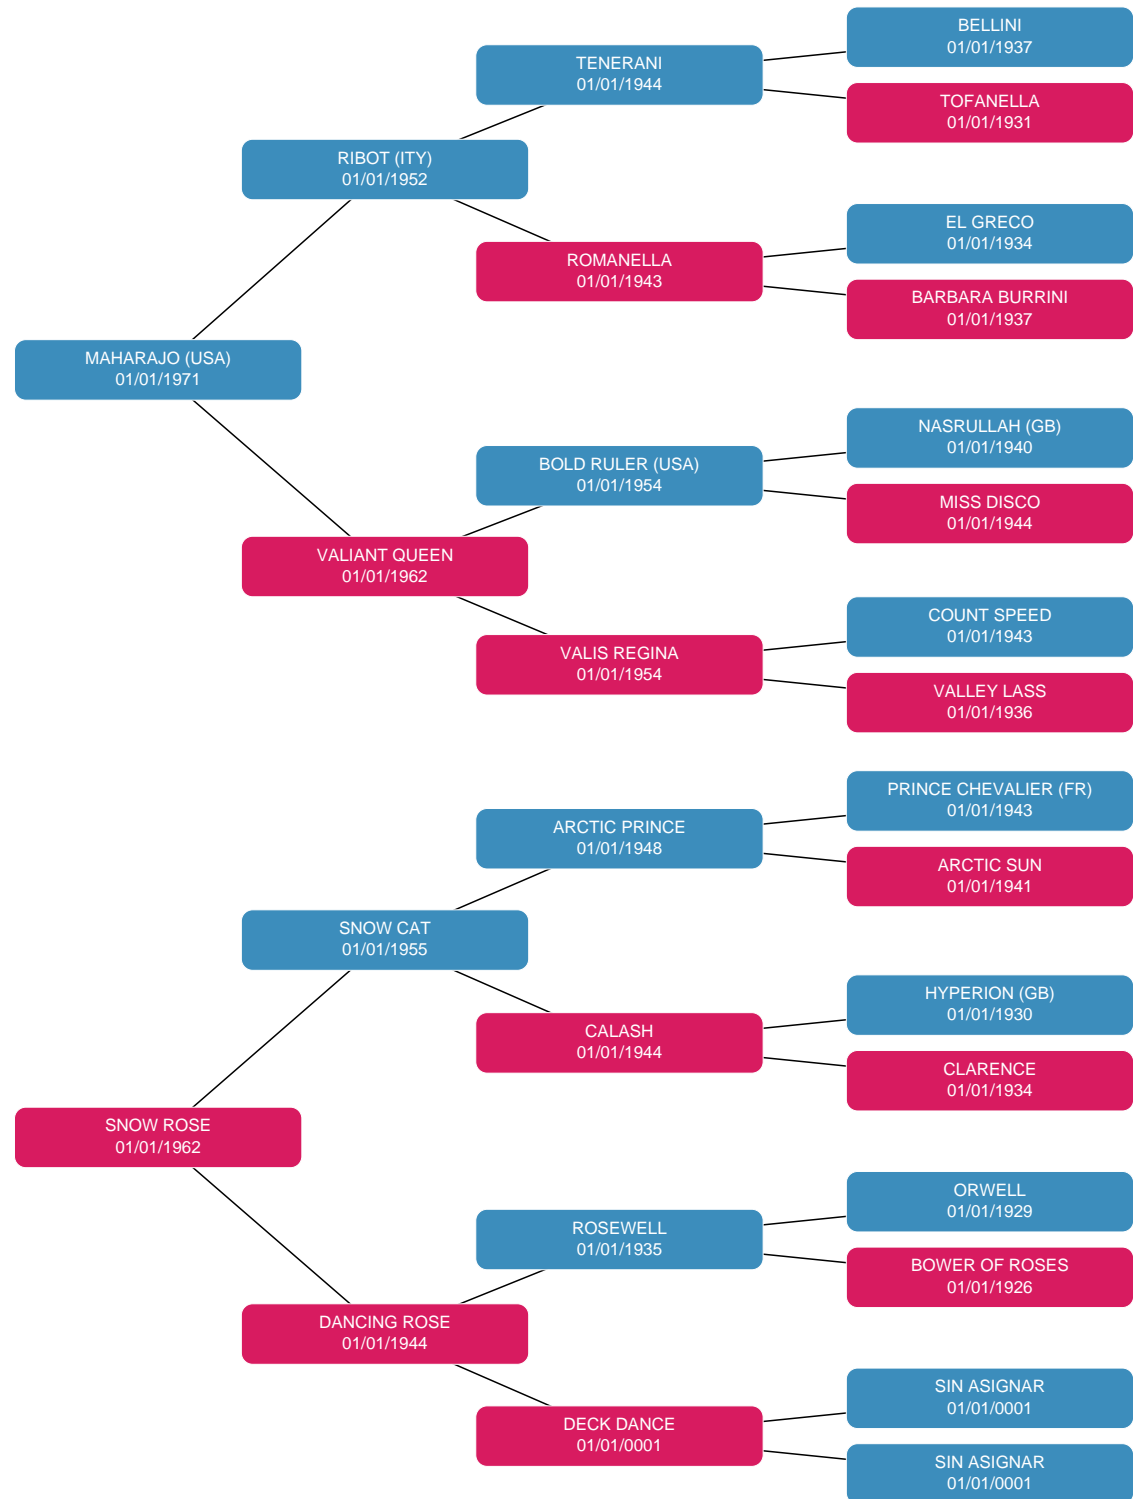 BELLINI
01/01/1937
TENERANI
01/01/1944
TOFANELLA
01/01/1931
RIBOT (ITY)
01/01/1952
EL GRECO
01/01/1934
ROMANELLA
01/01/1943
BARBARA BURRINI
01/01/1937
MAHARAJO (USA)
01/01/1971
NASRULLAH (GB)
01/01/1940
BOLD RULER (USA)
01/01/1954
MISS DISCO
01/01/1944
VALIANT QUEEN
01/01/1962
COUNT SPEED
01/01/1943
VALIS REGINA
01/01/1954
VALLEY LASS
01/01/1936
PRINCE CHEVALIER (FR)
01/01/1943
ARCTIC PRINCE
01/01/1948
ARCTIC SUN
01/01/1941
SNOW CAT
01/01/1955
HYPERION (GB)
01/01/1930
CALASH
01/01/1944
CLARENCE
01/01/1934
SNOW ROSE
01/01/1962
ORWELL
01/01/1929
ROSEWELL
01/01/1935
BOWER OF ROSES
01/01/1926
DANCING ROSE
01/01/1944
SIN ASIGNAR
01/01/0001
DECK DANCE
01/01/0001
SIN ASIGNAR
01/01/0001